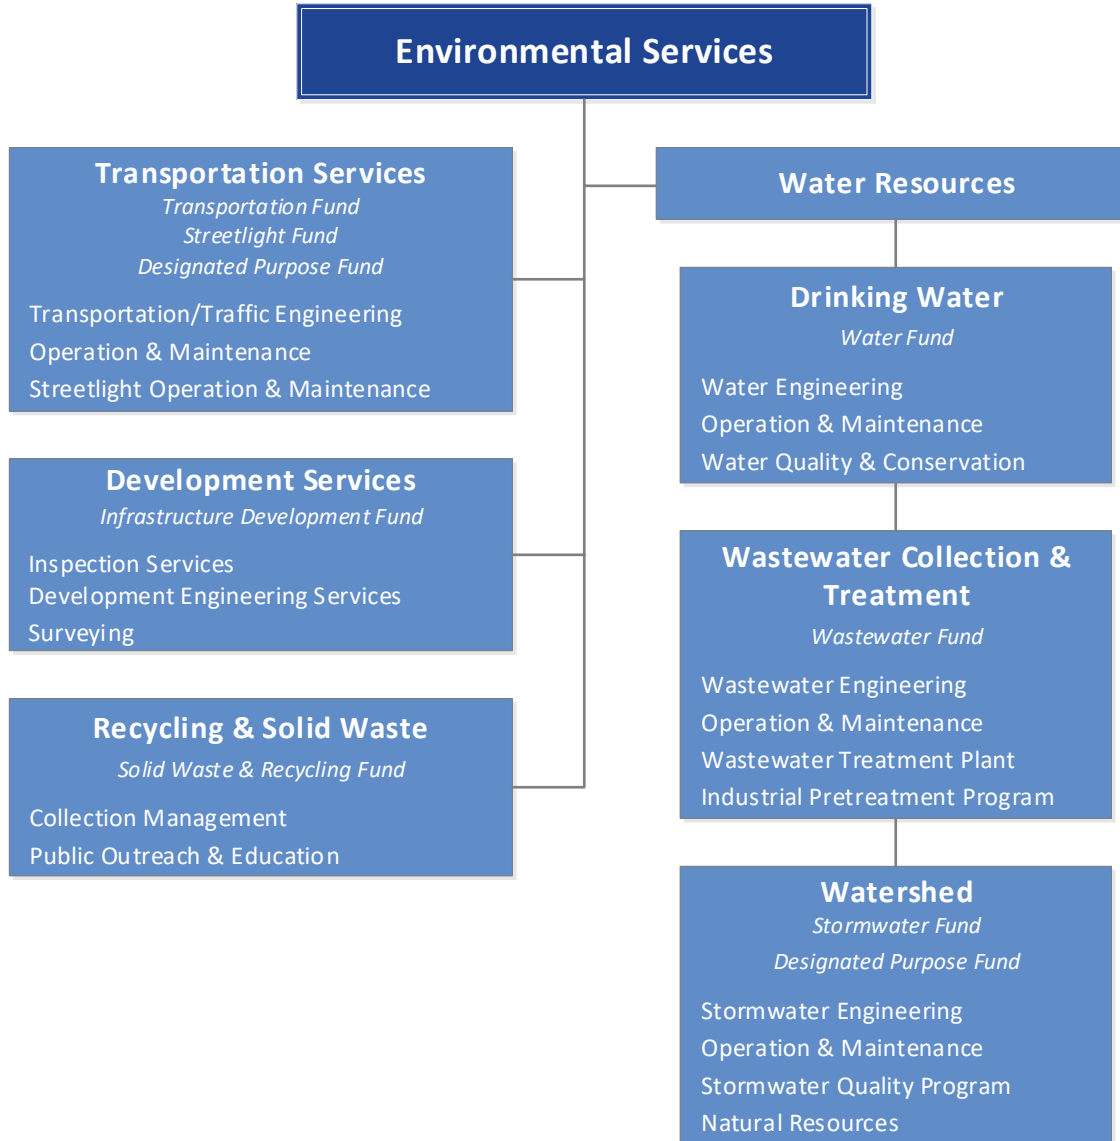 Environmental Services
Transportation Services
Transportation Fund
Streetlight Fund
Designated Purpose Fund
Transportation/Traffic Engineering
Operation & Maintenance
Streetlight Operation & Maintenance
Development Services
Infrastructure Development Fund
Inspection Services
Development Engineering Services
Surveying
Recycling & Solid Waste
Solid Waste & Recycling Fund
Collection Management
Public Outreach & Education
Water Resources
Drinking Water
Water Fund
Water Engineering
Operation & Maintenance
Water Quality & Conservation
Wastewater Collection &
Treatment
Wastewater Fund
Wastewater Engineering
Operation & Maintenance
Wastewater Treatment Plant
Industrial Pretreatment Program
Watershed
Stormwater Fund
Designated Purpose Fund
Stormwater Engineering
Operation & Maintenance
Stormwater Quality Program
Natural Resources